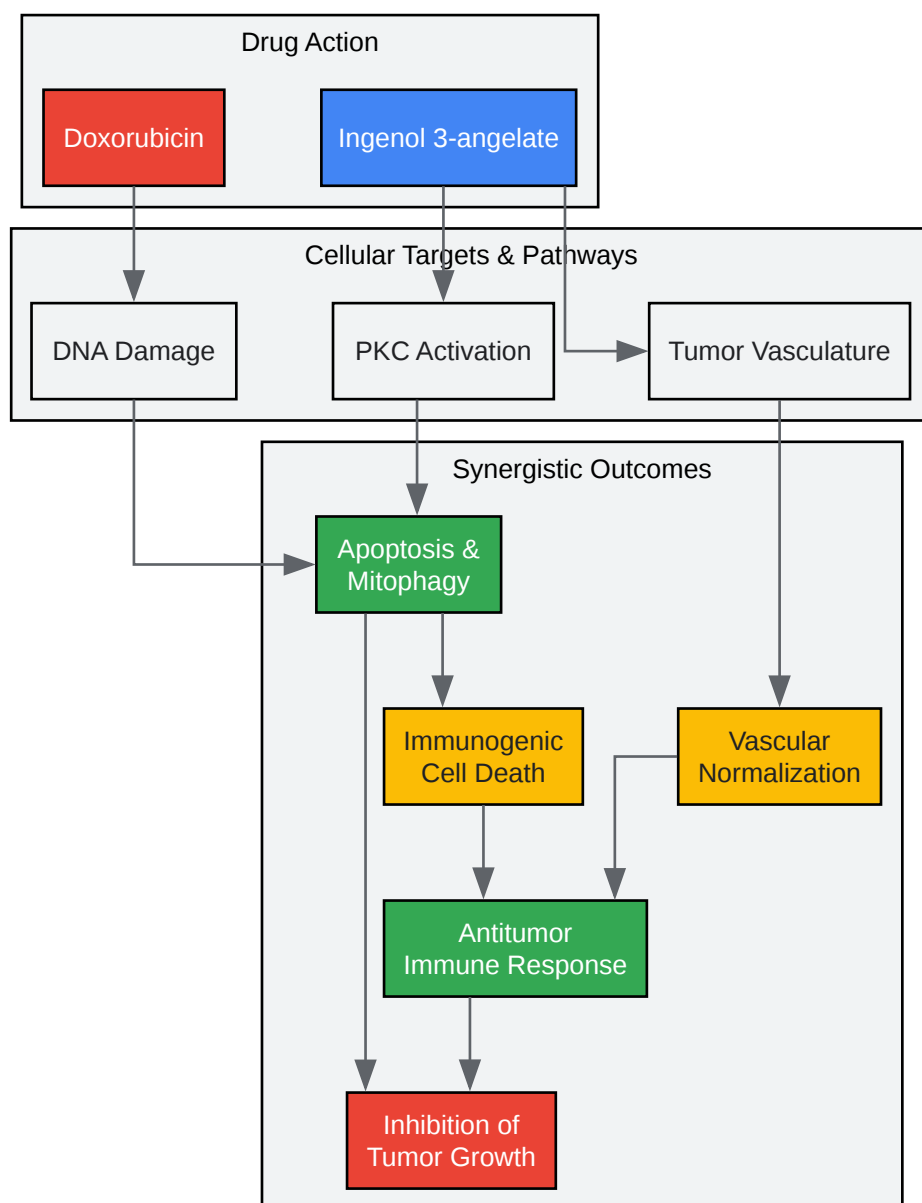 Drug Action
Doxorubicin
Ingenol 3-angelate
Cellular Targets & Pathways
DNA Damage
PKC Activation
Tumor Vasculature
Synergistic Outcomes
Apoptosis &
Mitophagy
Immunogenic
Cell Death
Vascular
Normalization
Antitumor
Immune Response
Inhibition of
Tumor Growth